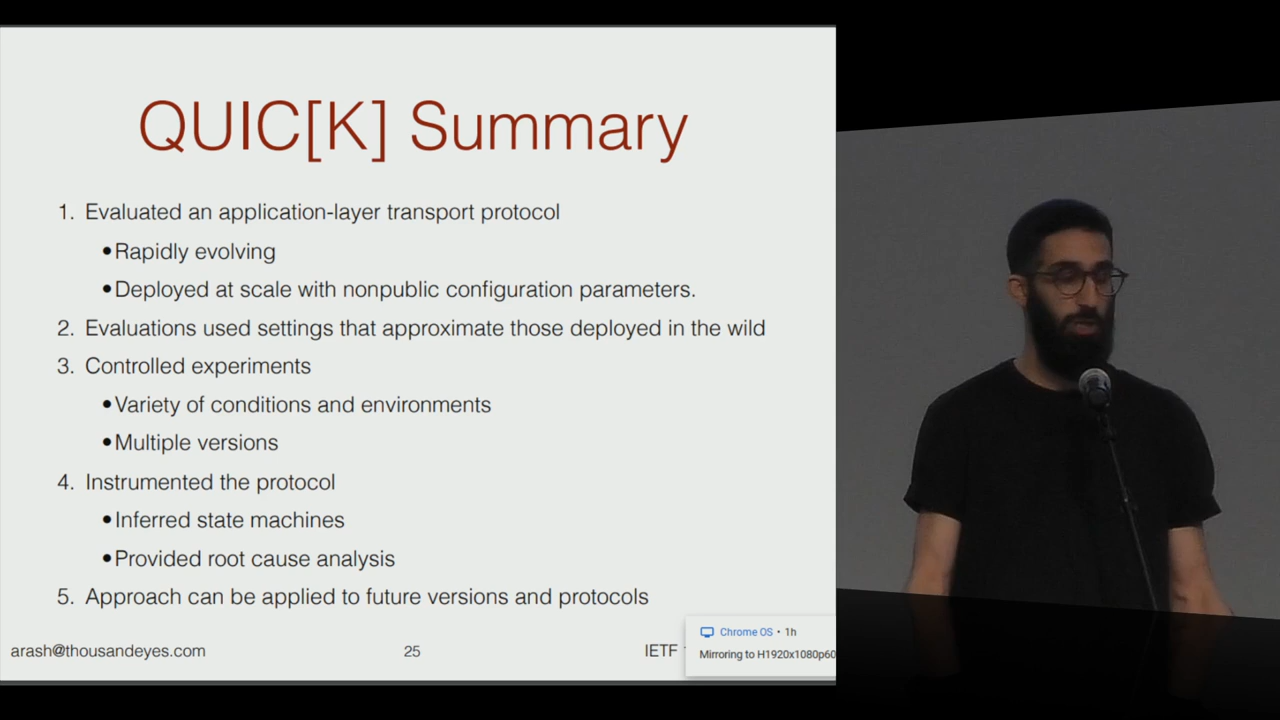 QUIC[K] Summary
1. Evaluated an application-layer transport protocol
•Rapidly evolving
•Deployed at scale with nonpublic configuration parameters.
2. Evaluations used settings that approximate those deployed in the wild
3. Controlled experiments
•Variety of conditions and environments
•Multiple versions
4. Instrumented the protocol
•Inferred state machines
•Provided root cause analysis
5. Approach can be applied to future versions and protocols
arash@thousandeyes.com 25 IETF
Chrome OS • 1h
Mirroring to H1920x1080p60